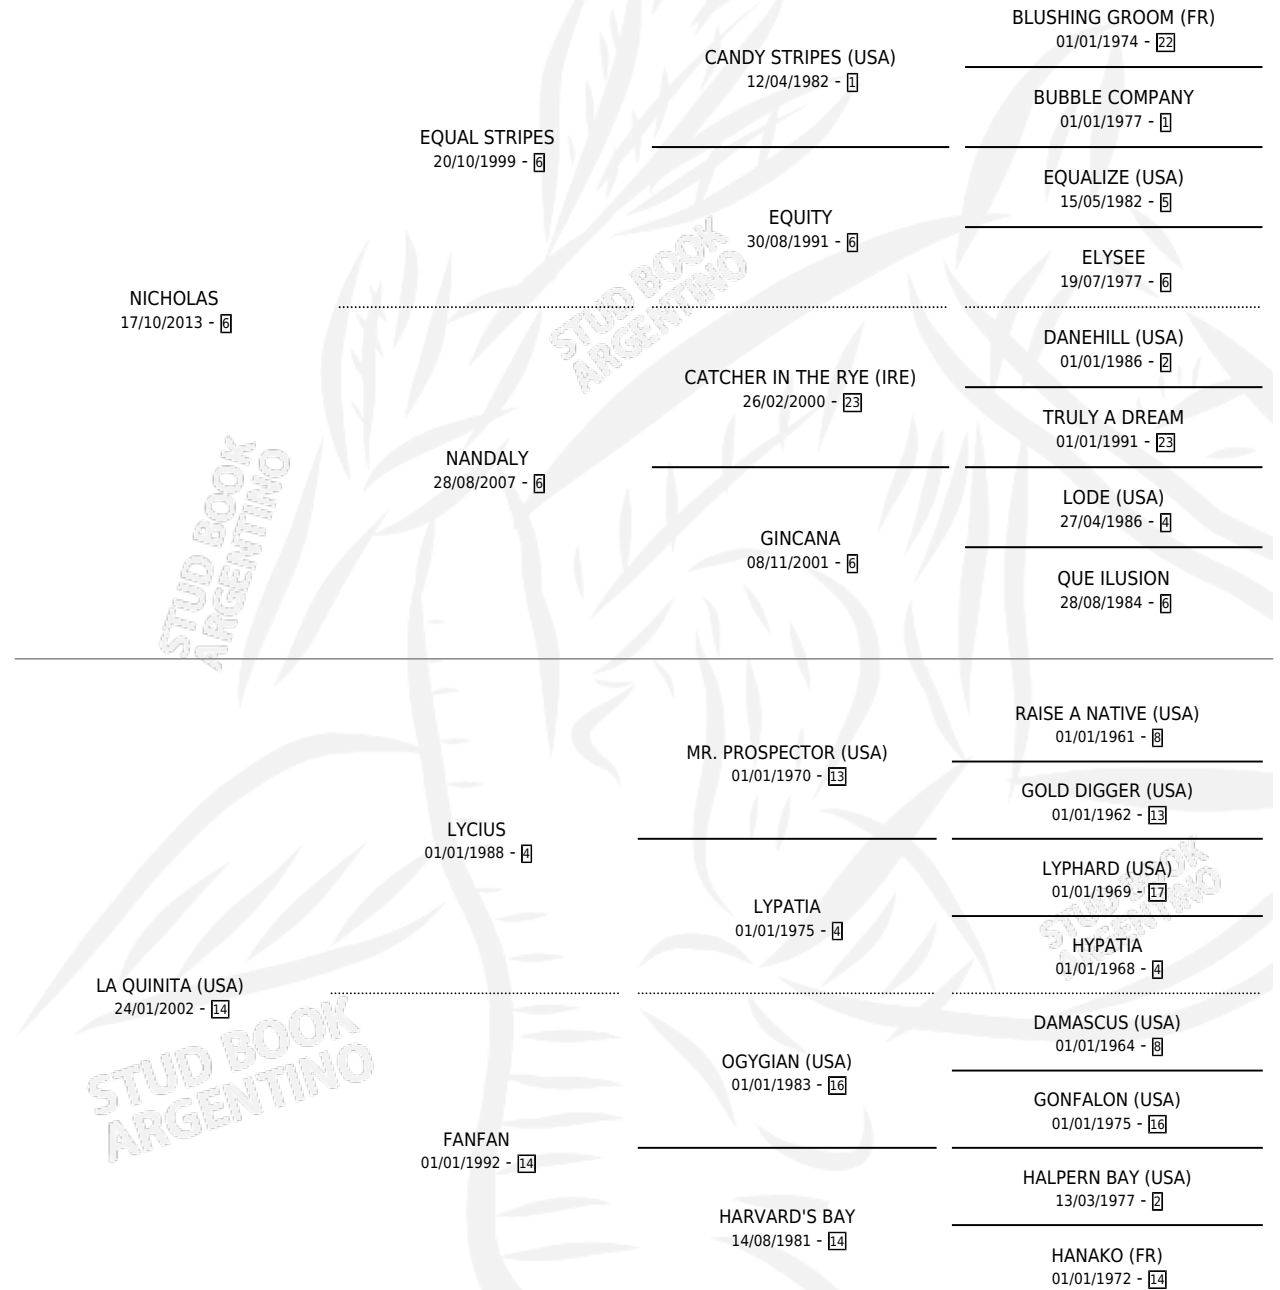 BLUSHING GROOM (FR)
01/01/1974 - 22
CANDY STRIPES (USA)
12/04/1982 - 1
BUBBLE COMPANY
01/01/1977 - 1
EQUAL STRIPES
20/10/1999 - 6
EQUALIZE (USA)
15/05/1982 - 5
EQUITY
30/08/1991 - 6
ELYSEE
19/07/1977 - 6
NICHOLAS
17/10/2013 - 6
DANEHILL (USA)
01/01/1986 - 2
CATCHER IN THE RYE (IRE)
26/02/2000 - 23
TRULY A DREAM
01/01/1991 - 23
NANDALY
28/08/2007 - 6
LODE (USA)
27/04/1986 - 4
GINCANA
08/11/2001 - 6
QUE ILUSION
28/08/1984 - 6
RAISE A NATIVE (USA)
01/01/1961 - 8
MR. PROSPECTOR (USA)
01/01/1970 - 13
GOLD DIGGER (USA)
01/01/1962 - 13
LYCIUS
01/01/1988 - 4
LYPHARD (USA)
01/01/1969 - 17
LYPATIA
01/01/1975 - 4
HYPATIA
01/01/1968 - 4
LA QUINITA (USA)
24/01/2002 - 14
DAMASCUS (USA)
01/01/1964 - 8
OGYGIAN (USA)
01/01/1983 - 16
GONFALON (USA)
01/01/1975 - 16
FANFAN
01/01/1992 - 14
HALPERN BAY (USA)
13/03/1977 - 2
HARVARD'S BAY
14/08/1981 - 14
HANAKO (FR)
01/01/1972 - 14
STUD BOOK
ARGENTINO
STUD BOOK
ARGENTINO
STUD BOOK
ARGENTINO
STUD BOOK
ARGENTINO